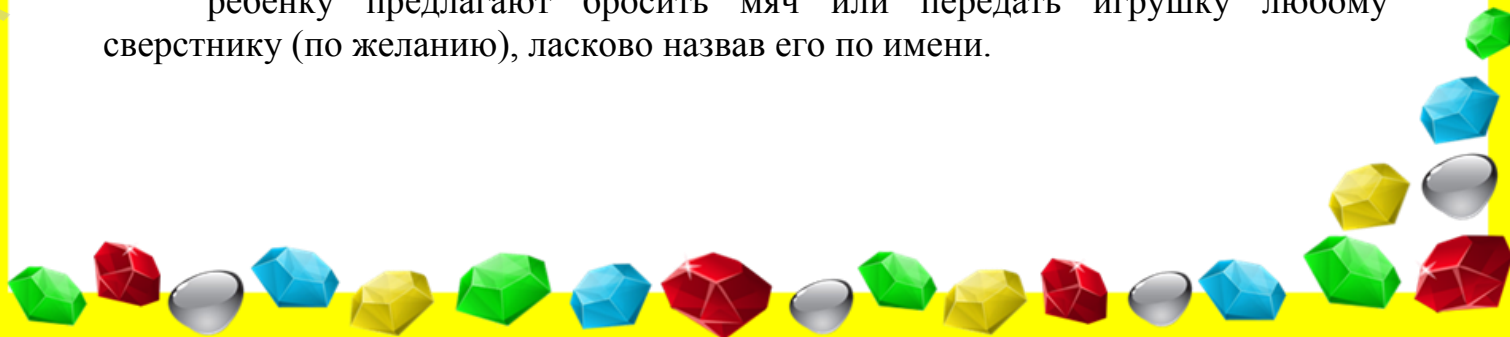 ребенку предлагают бросить мяч или передать игрушку любому
сверстнику (по желанию), ласково назвав его по имени.